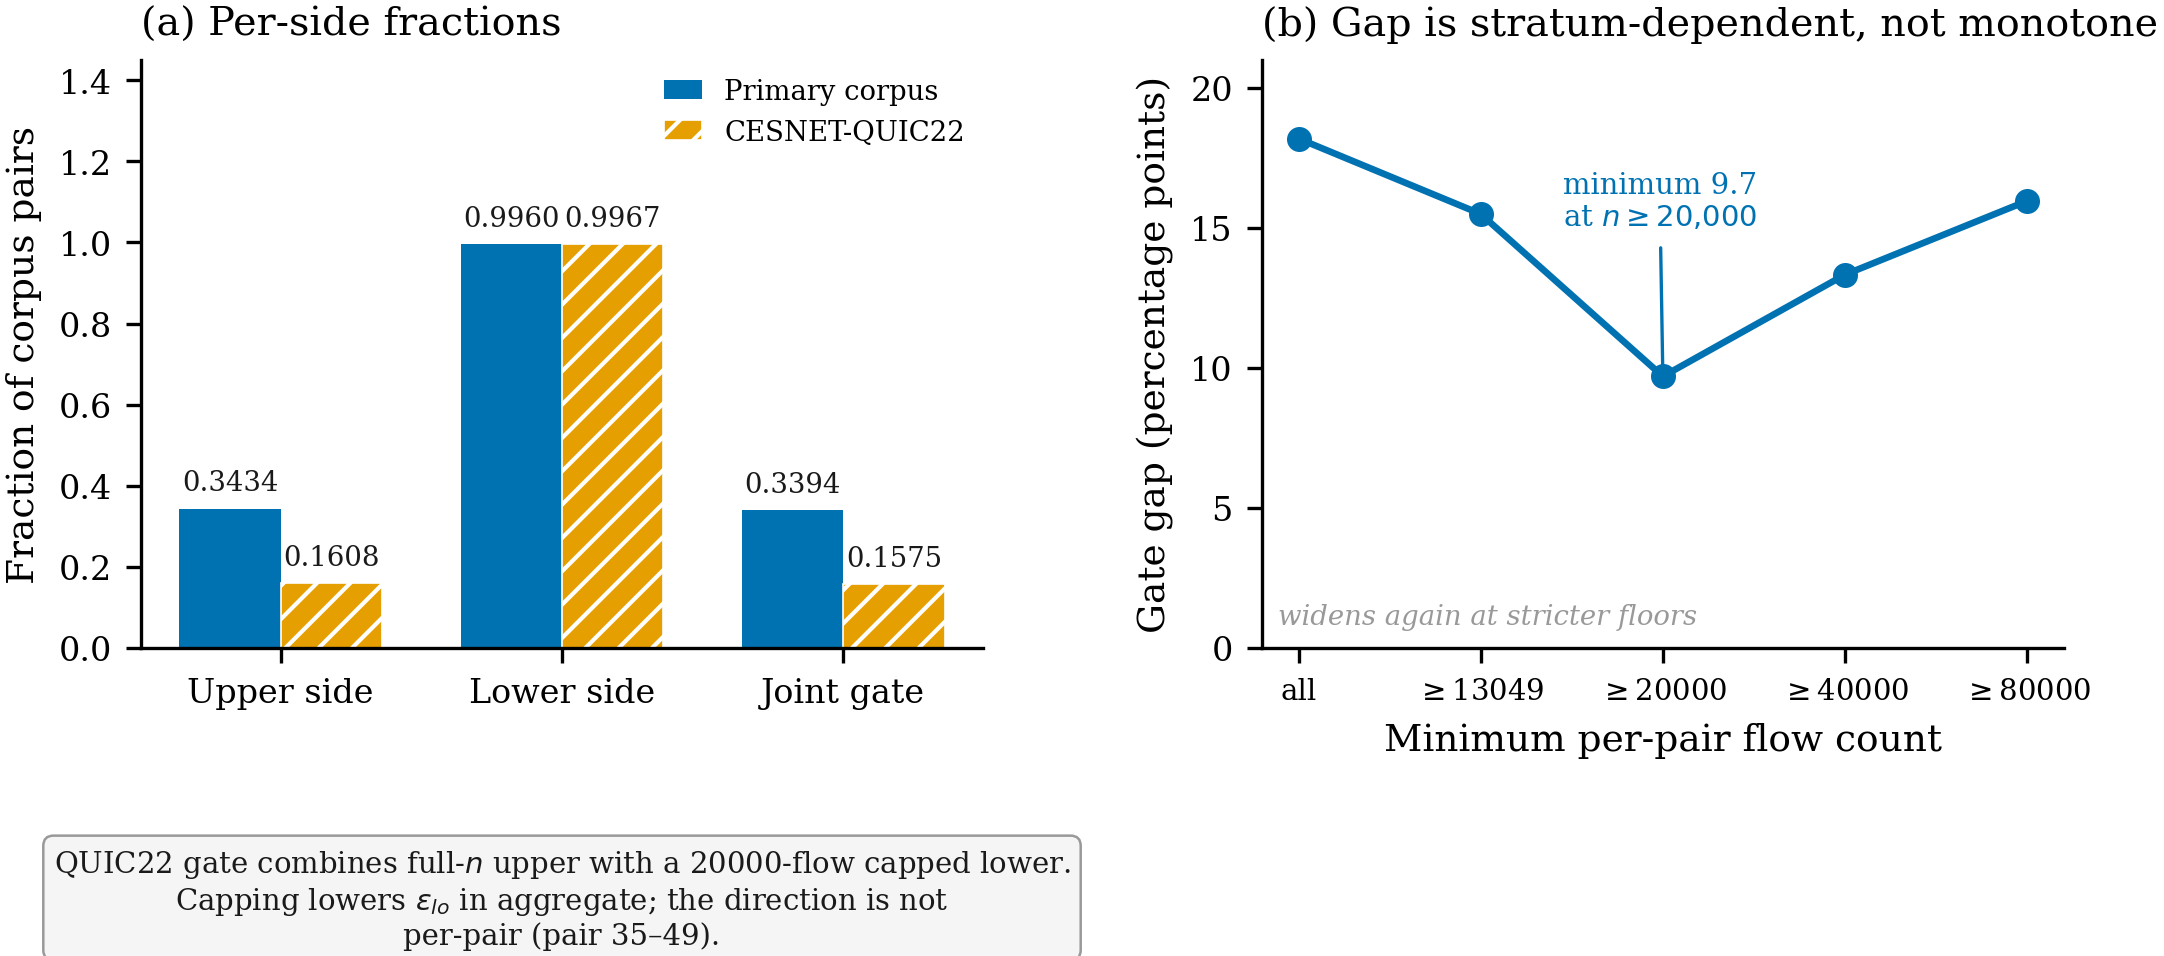 (a) Per-side fractions
Fraction of corpus pairs
1.4
1.2
1.0
0.8
0.6
0.4
0.2
0.0
Primary corpus
CESNET-QUIC22
0.3434
0.1608
0.9960
0.9967
0.3394
0.1575
Upper side
Lower side
Joint gate
(b) Gap is stratum-dependent, not monotone
Gate gap (percentage points)
20
15
10
5
0
minimum 9.7
at n ≥ 20,000
widens again at stricter floors
all
≥ 13049
≥ 20000
≥ 40000
≥ 80000
Minimum per-pair flow count
QUIC22 gate combines full-n upper with a 20000-flow capped lower.
Capping lowers ε_lo in aggregate; the direction is not
per-pair (pair 35–49).